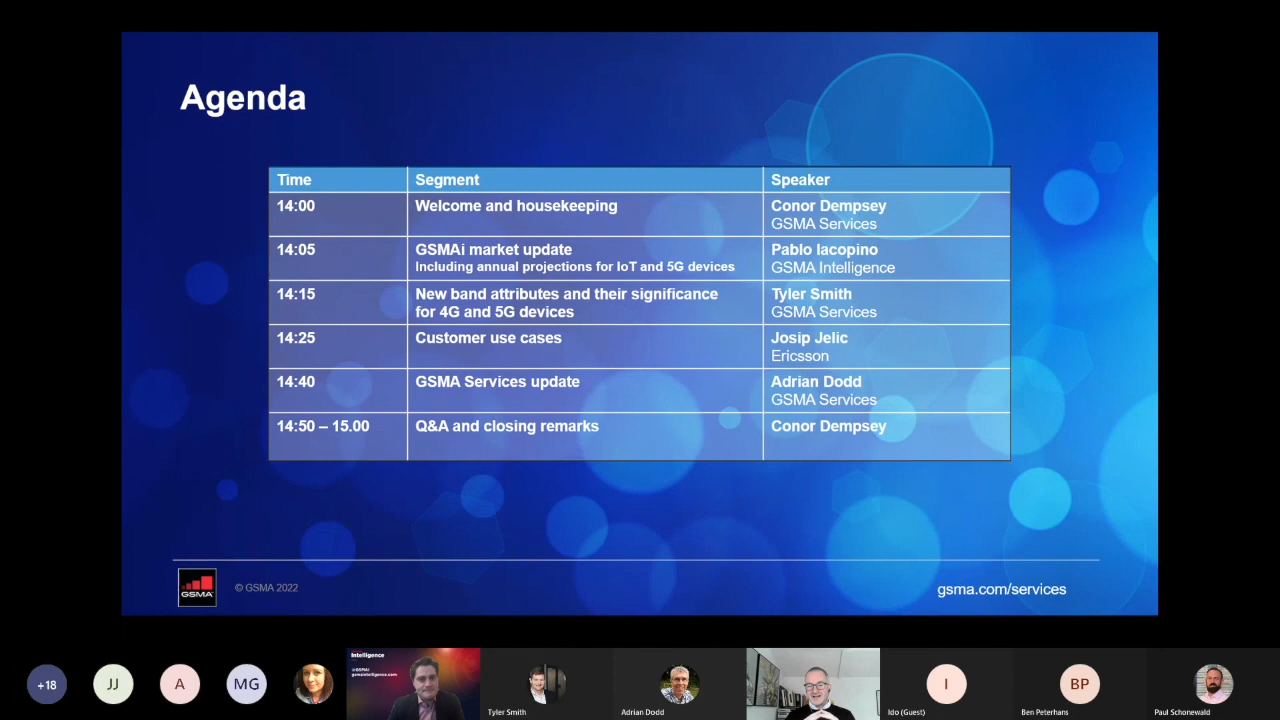 Agenda
Time Segment Speaker
14:00 Welcome and housekeeping Conor Dempsey
GSMA Services
14:05 GSMAi market update Pablo Iacopino
Including annual projections for IoT and 5G devices GSMA Intelligence
14:15 New band attributes and their significance Tyler Smith
for 4G and 5G devices GSMA Services
14:25 Customer use cases Josip Jelic
Ericsson
14:40 GSMA Services update Adrian Dodd
GSMA Services
14:50 – 15.00 Q&A and closing remarks Conor Dempsey
GSMA
© GSMA 2022
gsma.com/services
Intelligence
@GSMAi
gsmaintelligence.com
+18 JJ A MG I BP
Tyler Smith Adrian Dodd Ido (Guest) Ben Peterhans Paul Schonewald